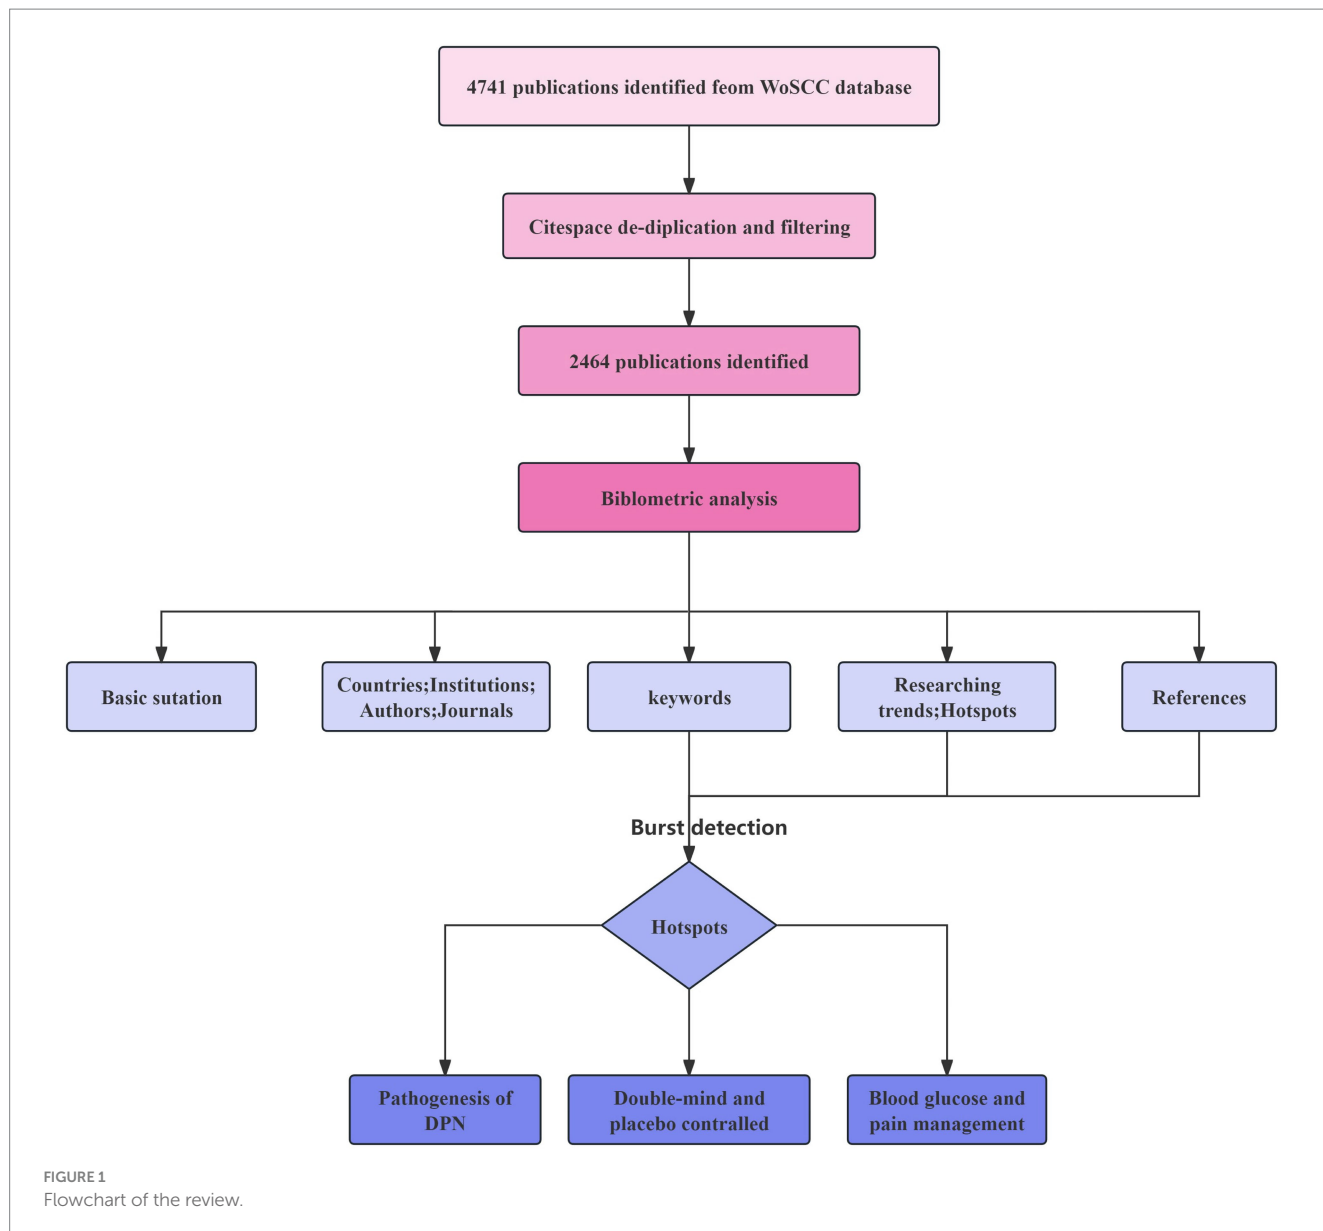 4741 publications identified feom WoSCC database
Citespace de-diplication and filtering
2464 publications identified
Biblometric analysis
Basic sutation
Countries;Institutions;
Authors;Journals
keywords
Researching
trends;Hotspots
References
Burst detection
Hotspots
Pathogenesis of
DPN
Double-mind and
placebo contralled
Blood glucose and
pain management
FIGURE 1
Flowchart of the review.